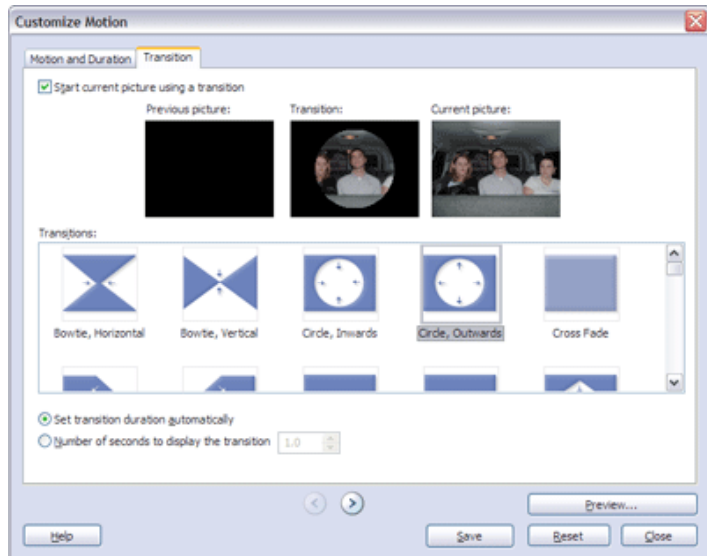 Customize Motion
Motion and Duration Transition
Start current picture using a transition
Previous picture: Transition: Current picture:
Transitions:
Bowtie, Horizontal Bowtie, Vertical Circle, Inwards Circle, Outwards Cross Fade
Set transition duration automatically
Number of seconds to display the transition 1.0
Preview...
Help Save Reset Close